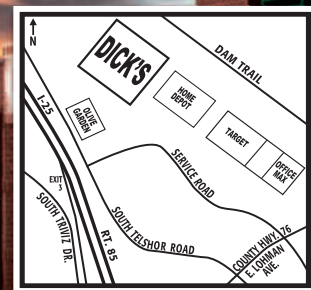 N
DICK'S
DAM TRAIL
HOME
DEPOT
I-25
OLIVE
GARDEN
TARGET
OFFICE
MAX
SERVICE ROAD
EXIT
3
SOUTH TRIVIZ DR.
RT. 85
SOUTH TELSHOR ROAD
COUNTY HWY. 76
E. LOHMAN
AVE.